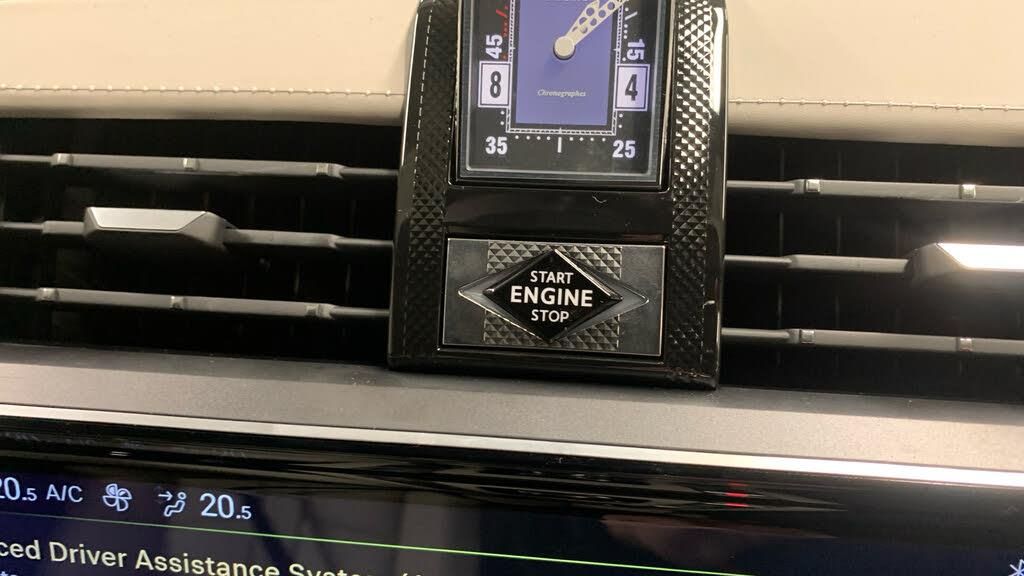 45 15
8 4
Chronographes
35 25
START
ENGINE
STOP
20.5 A/C 20.5
ced Driver Assistance